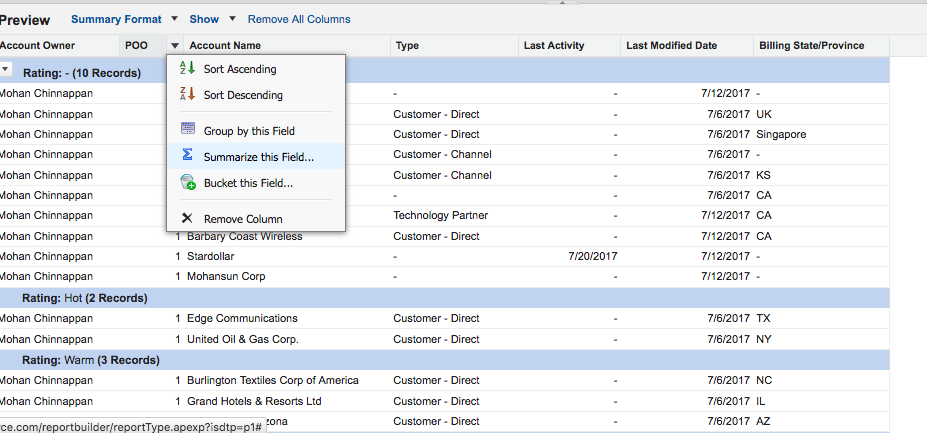 Preview Summary Format Show Remove All Columns
Account Owner POO Account Name Type Last Activity Last Modified Date Billing State/Province
Rating: - (10 Records)
Sort Ascending
Sort Descending
Group by this Field
Summarize this Field...
Bucket this Field...
Remove Column
Mohan Chinnappan - - 7/12/2017 -
Mohan Chinnappan Customer - Direct - 7/6/2017 UK
Mohan Chinnappan Customer - Direct - 7/6/2017 Singapore
Mohan Chinnappan Customer - Channel - 7/6/2017 -
Mohan Chinnappan Customer - Channel - 7/6/2017 KS
Mohan Chinnappan - - 7/6/2017 CA
Mohan Chinnappan Technology Partner - 7/12/2017 CA
Mohan Chinnappan 1 Barbary Coast Wireless Customer - Direct - 7/12/2017 CA
Mohan Chinnappan 1 Stardollar - 7/20/2017 7/12/2017 -
Mohan Chinnappan 1 Mohansun Corp - - 7/12/2017 -
Rating: Hot (2 Records)
Mohan Chinnappan 1 Edge Communications Customer - Direct - 7/6/2017 TX
Mohan Chinnappan 1 United Oil & Gas Corp. Customer - Direct - 7/6/2017 NY
Rating: Warm (3 Records)
Mohan Chinnappan 1 Burlington Textiles Corp of America Customer - Direct - 7/6/2017 NC
Mohan Chinnappan 1 Grand Hotels & Resorts Ltd Customer - Direct - 7/6/2017 IL
zona Customer - Direct - 7/6/2017 AZ
rce.com/reportbuilder/reportType.apexp?isdtp=p1#